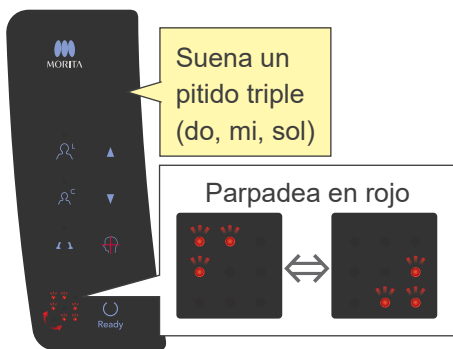 MORITA
Suena un
pitido triple
(do, mi, sol)
L
C
Parpadea en rojo
Ready